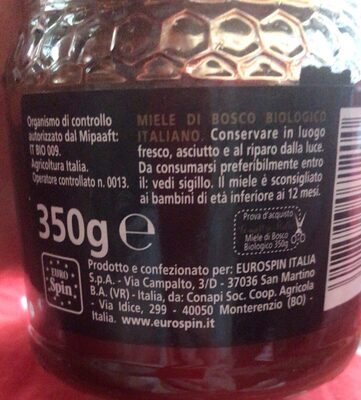 Organismo di controllo
autorizzato dal Mipaaft:
IT BIO 009.
Agricoltura Italia.
Operatore controllato n. 0013.
MIELE DI BOSCO BIOLOGICO
ITALIANO. Conservare in luogo
fresco, asciutto e al riparo dalla luce.
Da consumarsi preferibilmente entro
il: vedi sigillo. Il miele è sconsigliato
ai bambini di età inferiore ai 12 mesi.
350g e
Prova d'acquisto
Miele di Bosco
Biologico 350g
EURO
Spin
Prodotto e confezionato per: EUROSPIN ITALIA
S.p.A. - Via Campalto, 3/D - 37036 San Martino
B.A. (VR) - Italia, da: Conapi Soc. Coop. Agricola
- Via Idice, 299 - 40050 Monterenzio (BO) -
Italia. www.eurospin.it